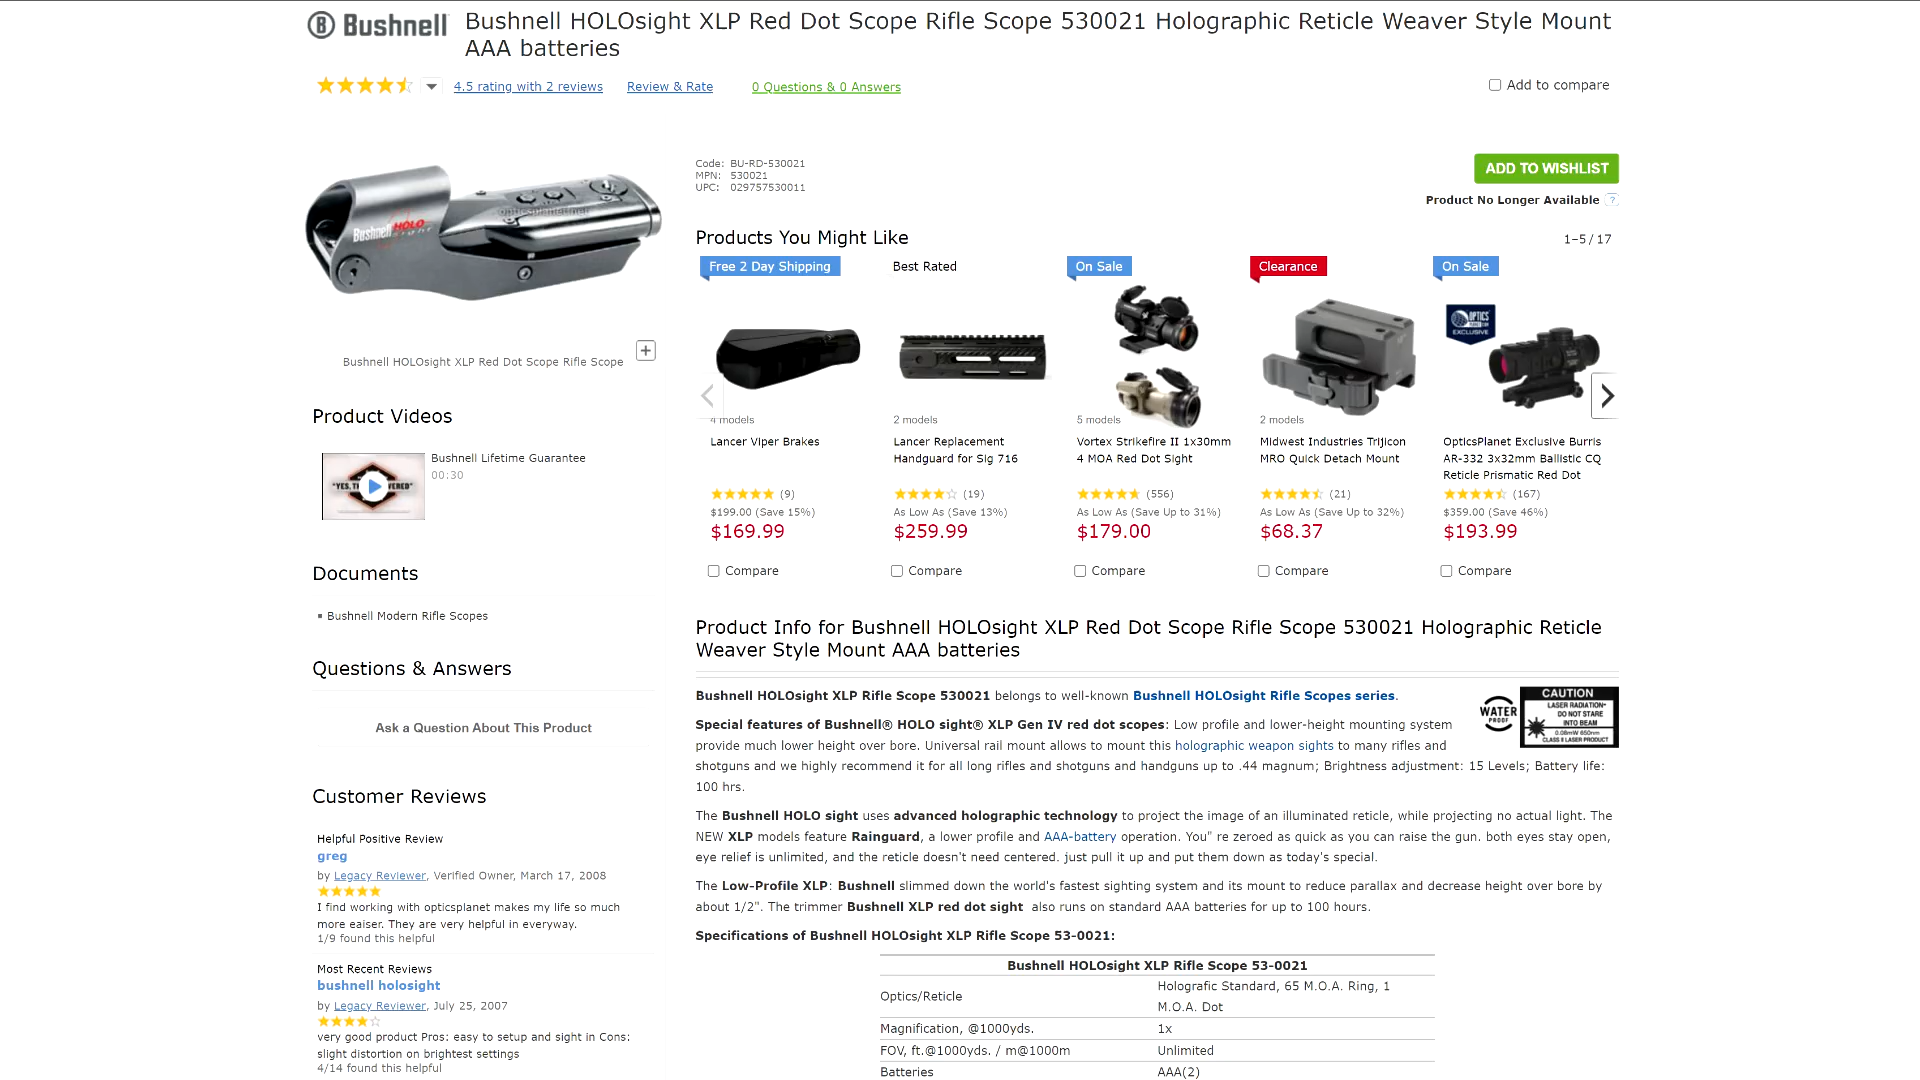 Bushnell
Bushnell HOLOsight XLP Red Dot Scope Rifle Scope 530021 Holographic Reticle Weaver Style Mount
AAA batteries
4.5 rating with 2 reviews
Review & Rate
0 Questions & 0 Answers
Add to compare
Bushnell HOLO
opticsplanet.net
Bushnell HOLOsight XLP Red Dot Scope Rifle Scope
Product Videos
"YES, T VERED"
Bushnell Lifetime Guarantee
00:30
Documents
Bushnell Modern Rifle Scopes
Questions & Answers
Ask a Question About This Product
Customer Reviews
Helpful Positive Review
greg
by Legacy Reviewer, Verified Owner, March 17, 2008
I find working with opticsplanet makes my life so much
more eaiser. They are very helpful in everyway.
1/9 found this helpful
Most Recent Reviews
bushnell holosight
by Legacy Reviewer, July 25, 2007
very good product Pros: easy to setup and sight in Cons:
slight distortion on brightest settings
4/14 found this helpful
Code: BU-RD-530021
MPN: 530021
UPC: 029757530011
ADD TO WISHLIST
Product No Longer Available ?
Products You Might Like
1–5 / 17
Free 2 Day Shipping
4 models
Lancer Viper Brakes
(9)
$199.00 (Save 15%)
$169.99
Compare
Best Rated
2 models
Lancer Replacement
Handguard for Sig 716
(19)
As Low As (Save 13%)
$259.99
Compare
On Sale
5 models
Vortex Strikefire II 1x30mm
4 MOA Red Dot Sight
(556)
As Low As (Save Up to 31%)
$179.00
Compare
Clearance
2 models
Midwest Industries Trijicon
MRO Quick Detach Mount
(21)
As Low As (Save Up to 32%)
$68.37
Compare
On Sale
OPTICS
EXCLUSIVE
OpticsPlanet Exclusive Burris
AR-332 3x32mm Ballistic CQ
Reticle Prismatic Red Dot
(167)
$359.00 (Save 46%)
$193.99
Compare
Product Info for Bushnell HOLOsight XLP Red Dot Scope Rifle Scope 530021 Holographic Reticle
Weaver Style Mount AAA batteries
Bushnell HOLOsight XLP Rifle Scope 530021 belongs to well-known Bushnell HOLOsight Rifle Scopes series.
WATER
PROOF
CAUTION
LASER RADIATION-
DO NOT STARE
INTO BEAM
0.08mW 650nm
CLASS II LASER PRODUCT
Special features of Bushnell® HOLO sight® XLP Gen IV red dot scopes: Low profile and lower-height mounting system
provide much lower height over bore. Universal rail mount allows to mount this holographic weapon sights to many rifles and
shotguns and we highly recommend it for all long rifles and shotguns and handguns up to .44 magnum; Brightness adjustment: 15 Levels; Battery life:
100 hrs.
The Bushnell HOLO sight uses advanced holographic technology to project the image of an illuminated reticle, while projecting no actual light. The
NEW XLP models feature Rainguard, a lower profile and AAA-battery operation. You" re zeroed as quick as you can raise the gun. both eyes stay open,
eye relief is unlimited, and the reticle doesn't need centered. just pull it up and put them down as today's special.
The Low-Profile XLP: Bushnell slimmed down the world's fastest sighting system and its mount to reduce parallax and decrease height over bore by
about 1/2". The trimmer Bushnell XLP red dot sight also runs on standard AAA batteries for up to 100 hours.
Specifications of Bushnell HOLOsight XLP Rifle Scope 53-0021:
Bushnell HOLOsight XLP Rifle Scope 53-0021
Optics/Reticle
Holografic Standard, 65 M.O.A. Ring, 1
M.O.A. Dot
Magnification, @1000yds.
1x
FOV, ft.@1000yds. / m@1000m
Unlimited
Batteries
AAA(2)